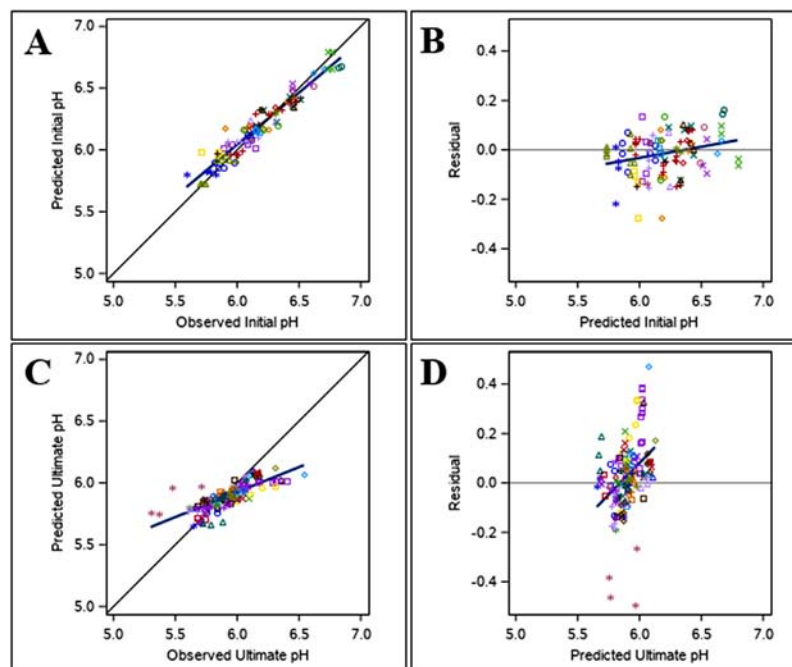 A
7.0
6.5
6.0
5.5
5.0
Predicted Initial pH
5.0 5.5 6.0 6.5 7.0
Observed Initial pH
B
0.4
0.2
0.0
-0.2
-0.4
Residual
5.0 5.5 6.0 6.5 7.0
Predicted Initial pH
C
7.0
6.5
6.0
5.5
5.0
Predicted Ultimate pH
5.0 5.5 6.0 6.5 7.0
Observed Ultimate pH
D
0.4
0.2
0.0
-0.2
-0.4
Residual
5.0 5.5 6.0 6.5 7.0
Predicted Ultimate pH